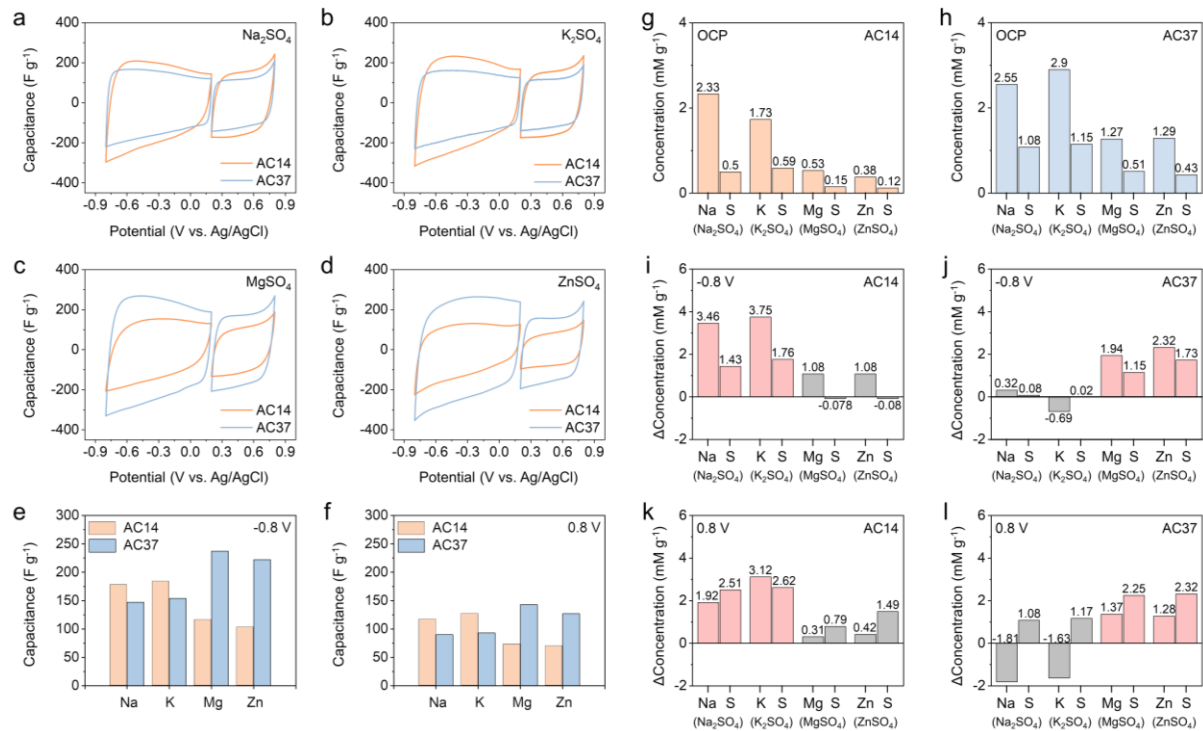 a
400
200
0
-200
-400
Capacitance (F g⁻¹)
Na₂SO₄
AC14
AC37
-0.9 -0.6 -0.3 0.0 0.3 0.6 0.9
Potential (V vs. Ag/AgCl)
b
400
200
0
-200
-400
Capacitance (F g⁻¹)
K₂SO₄
AC14
AC37
-0.9 -0.6 -0.3 0.0 0.3 0.6 0.9
Potential (V vs. Ag/AgCl)
g
Concentration (mM g⁻¹)
4
2
0
OCP AC14
2.33 0.5 1.73 0.59 0.53 0.15 0.38 0.12
Na S K S Mg S Zn S
(Na₂SO₄) (K₂SO₄) (MgSO₄) (ZnSO₄)
h
Concentration (mM g⁻¹)
4
2
0
OCP AC37
2.55 1.08 2.9 1.15 1.27 0.51 1.29 0.43
Na S K S Mg S Zn S
(Na₂SO₄) (K₂SO₄) (MgSO₄) (ZnSO₄)
c
400
200
0
-200
-400
Capacitance (F g⁻¹)
MgSO₄
AC14
AC37
-0.9 -0.6 -0.3 0.0 0.3 0.6 0.9
Potential (V vs. Ag/AgCl)
d
400
200
0
-200
-400
Capacitance (F g⁻¹)
ZnSO₄
AC14
AC37
-0.9 -0.6 -0.3 0.0 0.3 0.6 0.9
Potential (V vs. Ag/AgCl)
i
ΔConcentration (mM g⁻¹)
6
4
2
0
-2
-0.8 V AC14
3.46 1.43 3.75 1.76 1.08 -0.078 1.08 -0.08
Na S K S Mg S Zn S
(Na₂SO₄) (K₂SO₄) (MgSO₄) (ZnSO₄)
j
ΔConcentration (mM g⁻¹)
6
4
2
0
-2
-0.8 V AC37
0.32 0.08 -0.69 0.02 1.94 1.15 2.32 1.73
Na S K S Mg S Zn S
(Na₂SO₄) (K₂SO₄) (MgSO₄) (ZnSO₄)
e
300
250
200
150
100
50
0
Capacitance (F g⁻¹)
AC14
AC37
-0.8 V
Na K Mg Zn
f
300
250
200
150
100
50
0
Capacitance (F g⁻¹)
AC14
AC37
0.8 V
Na K Mg Zn
k
ΔConcentration (mM g⁻¹)
6
4
2
0
-2
0.8 V AC14
1.92 2.51 3.12 2.62 0.31 0.79 0.42 1.49
Na S K S Mg S Zn S
(Na₂SO₄) (K₂SO₄) (MgSO₄) (ZnSO₄)
l
ΔConcentration (mM g⁻¹)
6
4
2
0
-2
0.8 V AC37
-1.81 1.08 -1.63 1.17 1.37 2.25 1.28 2.32
Na S K S Mg S Zn S
(Na₂SO₄) (K₂SO₄) (MgSO₄) (ZnSO₄)